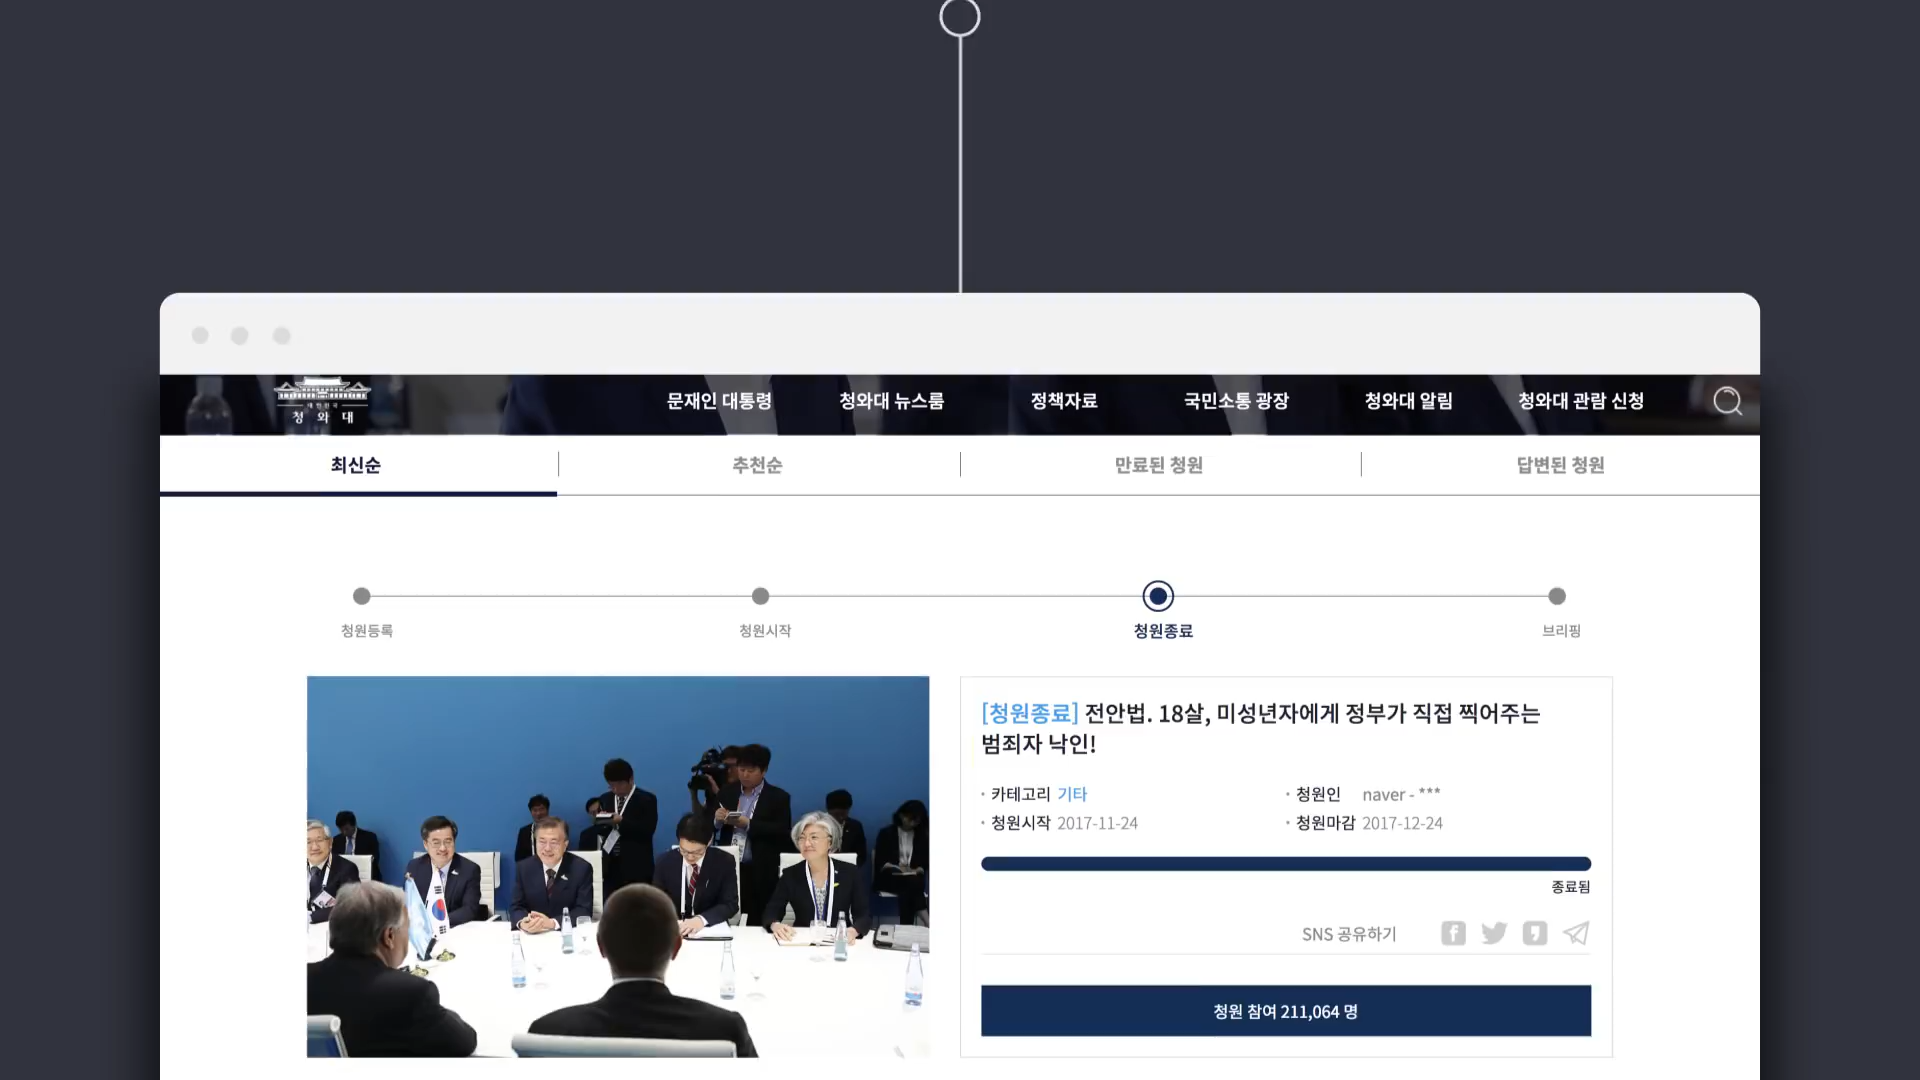 대한민국
청와대
문재인 대통령
청와대 뉴스룸
정책자료
국민소통 광장
청와대 알림
청와대 관람 신청
최신순
추천순
만료된 청원
답변된 청원
청원등록
청원시작
청원종료
브리핑
[청원종료] 전안법. 18살, 미성년자에게 정부가 직접 찍어주는
범죄자 낙인!
카테고리 기타
청원인 naver - ***
청원시작 2017-11-24
청원마감 2017-12-24
종료됨
SNS 공유하기
청원 참여 211,064 명